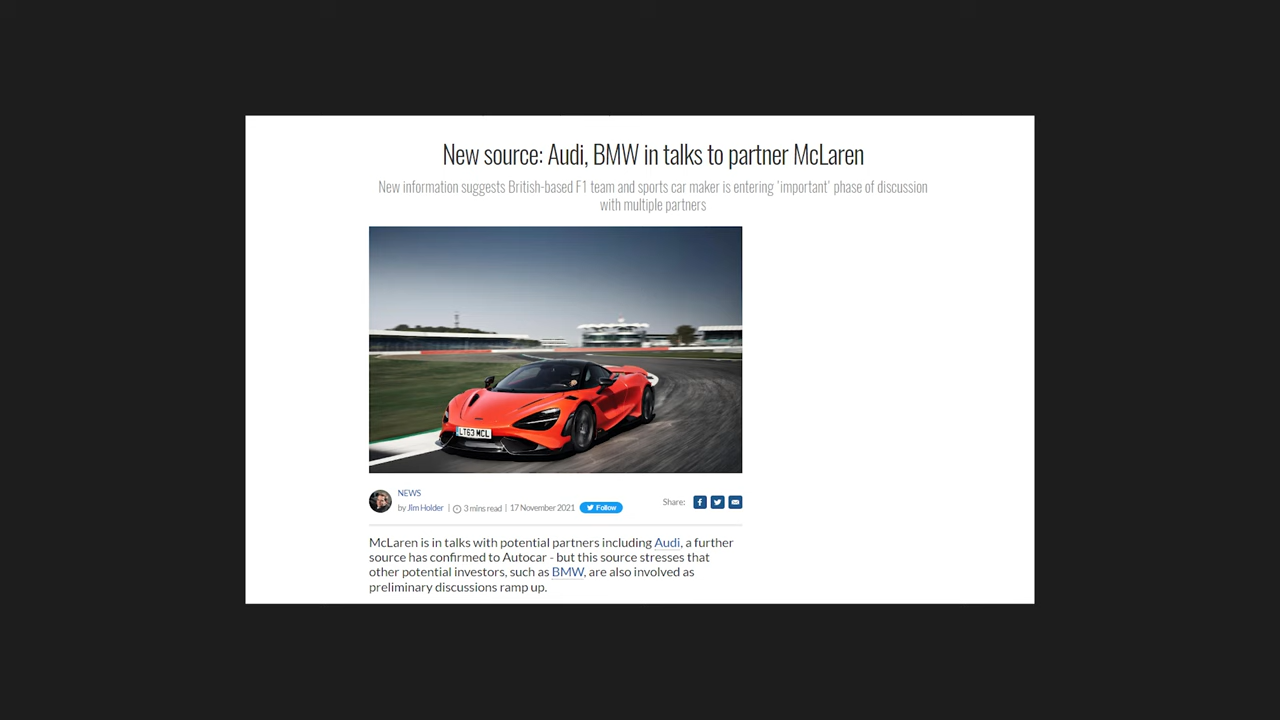 New source: Audi, BMW in talks to partner McLaren
New information suggests British-based F1 team and sports car maker is entering 'important' phase of discussion
with multiple partners
LT63 MCL
NEWS
by Jim Holder | 3 mins read | 17 November 2021 Follow
Share:
McLaren is in talks with potential partners including Audi, a further
source has confirmed to Autocar - but this source stresses that
other potential investors, such as BMW, are also involved as
preliminary discussions ramp up.